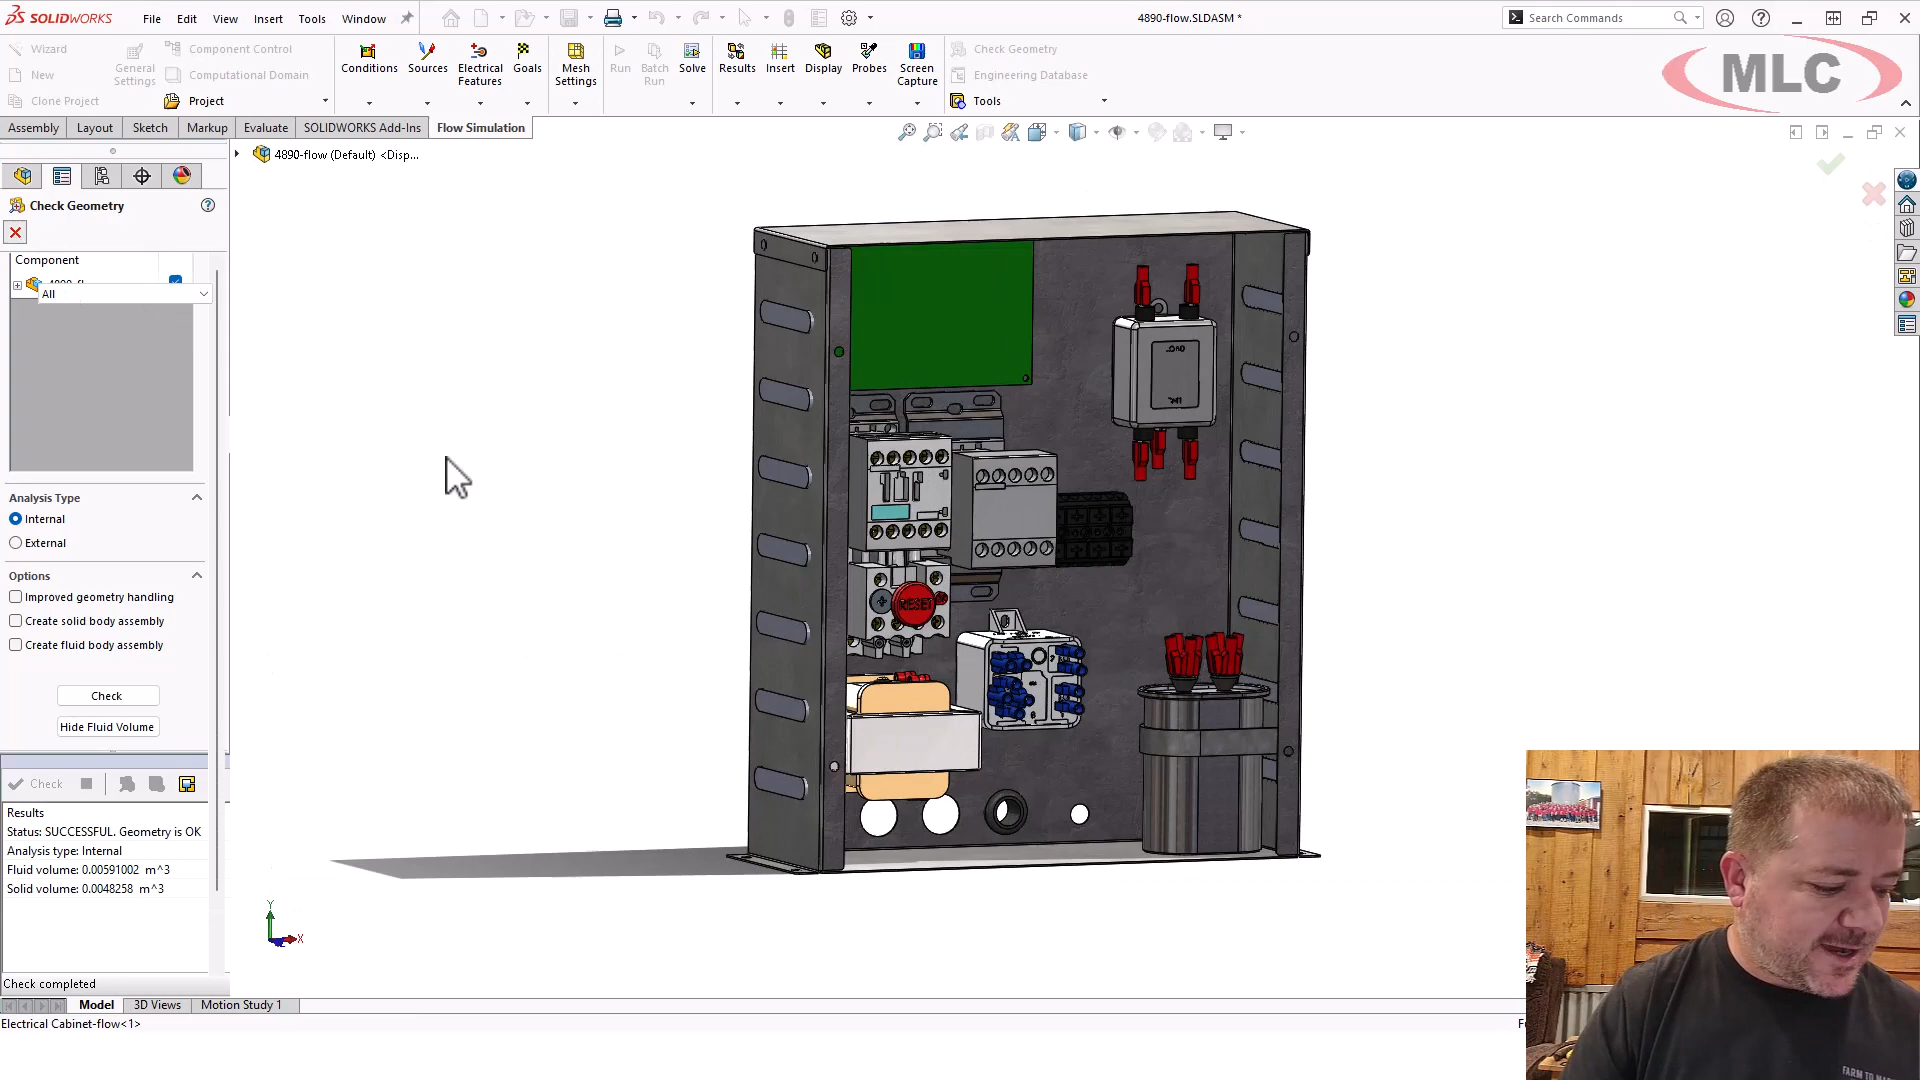 SOLIDWORKS File Edit View Insert Tools Window
4890-flow.SLDASM *
Search Commands
MLC
Wizard
New
Clone Project
General Settings
Component Control
Computational Domain
Project
Conditions
Sources
Electrical Features
Goals
Mesh Settings
Run
Batch Run
Solve
Results
Insert
Display
Probes
Screen Capture
Check Geometry
Engineering Database
Tools
Assembly Layout Sketch Markup Evaluate SOLIDWORKS Add-Ins Flow Simulation
4890-flow (Default) <Disp...
Check Geometry
Component
All
Analysis Type
Internal
External
Options
Improved geometry handling
Create solid body assembly
Create fluid body assembly
Check
Hide Fluid Volume
Check
Results
Status: SUCCESSFUL. Geometry is OK
Analysis type: Internal
Fluid volume: 0.00591002 m^3
Solid volume: 0.0048258 m^3
Check completed
RESET
Y
X
Model 3D Views Motion Study 1
Electrical Cabinet-flow<1>